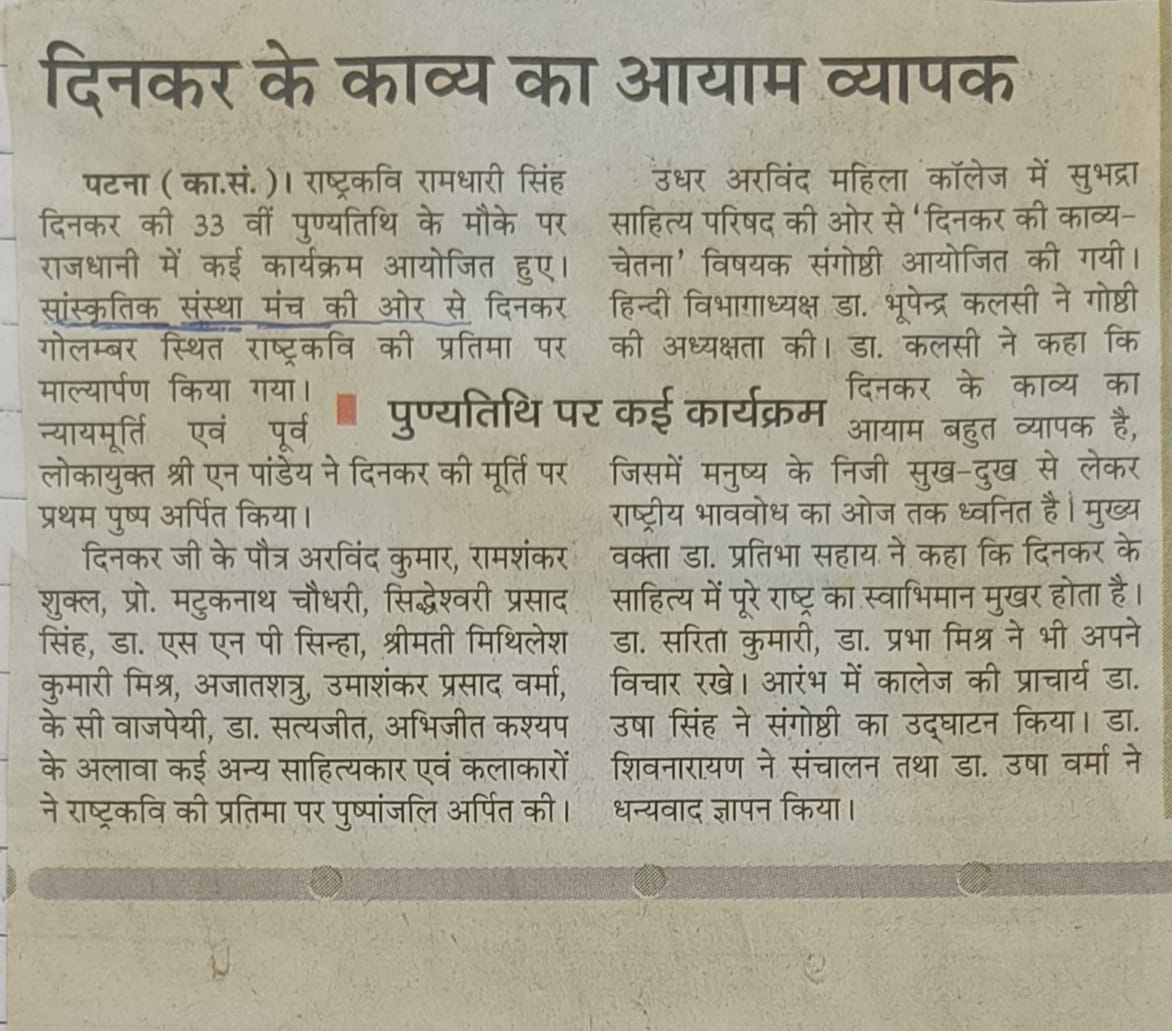 दिनकर के काव्य का आयाम व्यापक
पटना ( का.सं. )। राष्ट्रकवि रामधारी सिंह
दिनकर की 33 वीं पुण्यतिथि के मौके पर
राजधानी में कई कार्यक्रम आयोजित हुए।
सांस्कृतिक संस्था मंच की ओर से दिनकर
गोलम्बर स्थित राष्ट्रकवि की प्रतिमा पर
माल्यार्पण किया गया।
न्यायमूर्ति एवं पूर्व
लोकायुक्त श्री एन पांडेय ने दिनकर की मूर्ति पर
प्रथम पुष्प अर्पित किया।
दिनकर जी के पौत्र अरविंद कुमार, रामशंकर
शुक्ल, प्रो. मटुकनाथ चौधरी, सिद्धेश्वरी प्रसाद
सिंह, डा. एस एन पी सिन्हा, श्रीमती मिथिलेश
कुमारी मिश्र, अजातशत्रु, उमाशंकर प्रसाद वर्मा,
के सी वाजपेयी, डा. सत्यजीत, अभिजीत कश्यप
के अलावा कई अन्य साहित्यकार एवं कलाकारों
ने राष्ट्रकवि की प्रतिमा पर पुष्पांजलि अर्पित की।
पुण्यतिथि पर कई कार्यक्रम
उधर अरविंद महिला कॉलेज में सुभद्रा
साहित्य परिषद की ओर से ‘दिनकर की काव्य-
चेतना’ विषयक संगोष्ठी आयोजित की गयी।
हिन्दी विभागाध्यक्ष डा. भूपेन्द्र कलसी ने गोष्ठी
की अध्यक्षता की। डा. कलसी ने कहा कि
दिनकर के काव्य का
आयाम बहुत व्यापक है,
जिसमें मनुष्य के निजी सुख-दुख से लेकर
राष्ट्रीय भाववोध का ओज तक ध्वनित है। मुख्य
वक्ता डा. प्रतिभा सहाय ने कहा कि दिनकर के
साहित्य में पूरे राष्ट्र का स्वाभिमान मुखर होता है।
डा. सरिता कुमारी, डा. प्रभा मिश्र ने भी अपने
विचार रखे। आरंभ में कालेज की प्राचार्य डा.
उषा सिंह ने संगोष्ठी का उद्घाटन किया। डा.
शिवनारायण ने संचालन तथा डा. उषा वर्मा ने
धन्यवाद ज्ञापन किया।